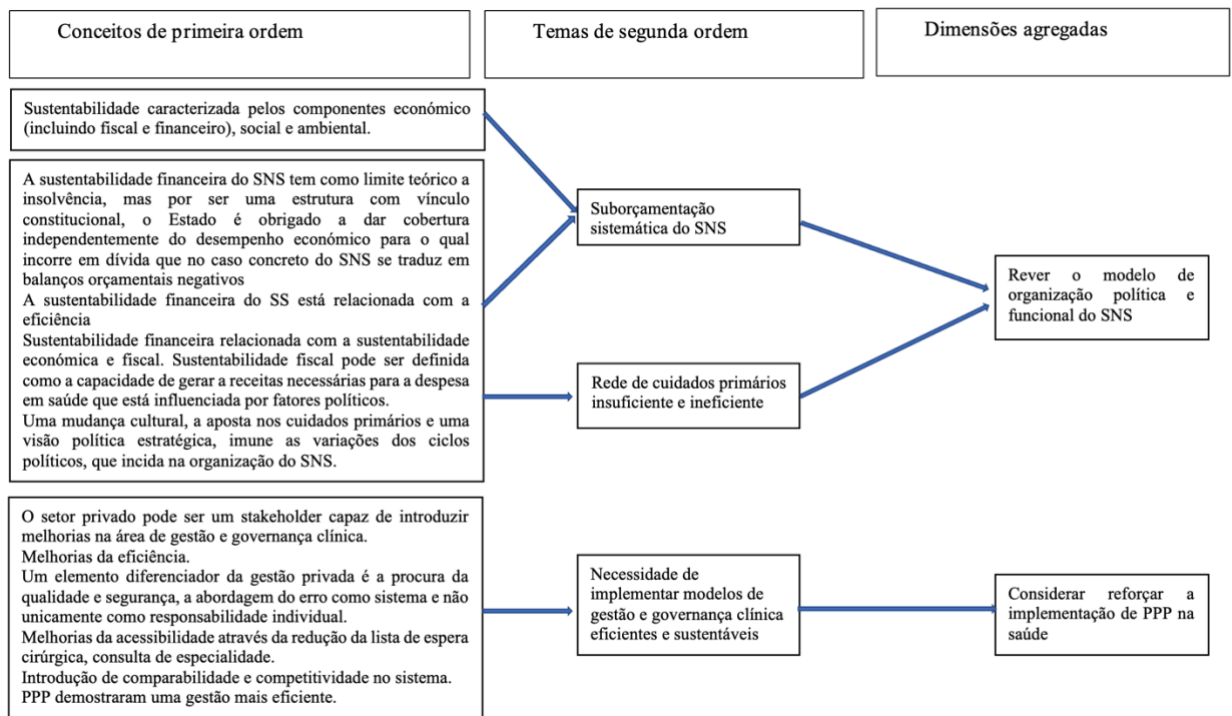 Conceitos de primeira ordem
Temas de segunda ordem
Dimensões agregadas
Sustentabilidade caracterizada pelos componentes económico
(incluindo fiscal e financeiro), social e ambiental.
A sustentabilidade financeira do SNS tem como limite teórico a
insolvência, mas por ser uma estrutura com vínculo
constitucional, o Estado é obrigado a dar cobertura
independentemente do desempenho económico para o qual
incorre em dívida que no caso concreto do SNS se traduz em
balanços orçamentais negativos
A sustentabilidade financeira do SS está relacionada com a
eficiência
Sustentabilidade financeira relacionada com a sustentabilidade
económica e fiscal. Sustentabilidade fiscal pode ser definida
como a capacidade de gerar a receitas necessárias para a despesa
em saúde que está influenciada por fatores políticos.
Uma mudança cultural, a aposta nos cuidados primários e uma
visão política estratégica, imune as variações dos ciclos
políticos, que incida na organização do SNS.
Suborçamentação
sistemática do SNS
Rede de cuidados primários
insuficiente e ineficiente
Rever o modelo de
organização política e
funcional do SNS
O setor privado pode ser um stakeholder capaz de introduzir
melhorias na área de gestão e governança clínica.
Melhorias da eficiência.
Um elemento diferenciador da gestão privada é a procura da
qualidade e segurança, a abordagem do erro como sistema e não
unicamente como responsabilidade individual.
Melhorias da acessibilidade através da redução da lista de espera
cirúrgica, consulta de especialidade.
Introdução de comparabilidade e competitividade no sistema.
PPP demostraram uma gestão mais eficiente.
Necessidade de
implementar modelos de
gestão e governança clínica
eficientes e sustentáveis
Considerar reforçar a
implementação de PPP na
saúde